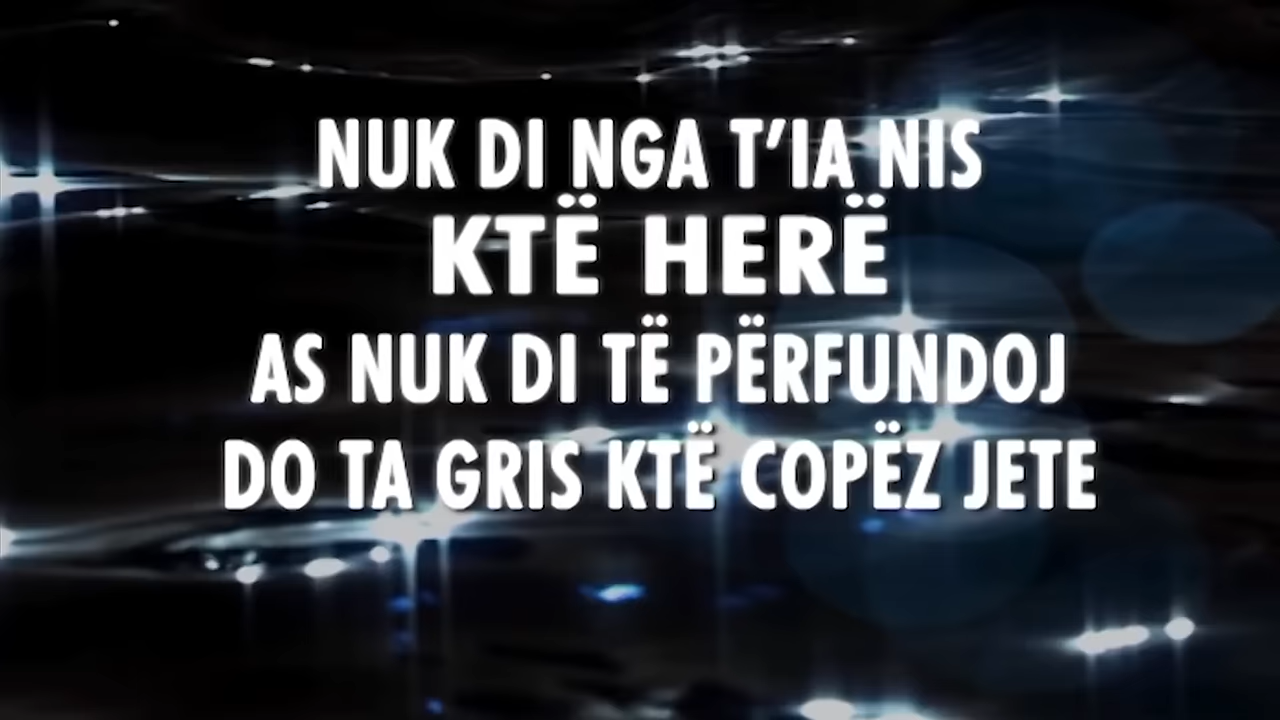 NUK DI NGA T’IA NIS
KTË HERË
AS NUK DI TË PËRFUNDOJ
DO TA GRIS KTË COPËZ JETE